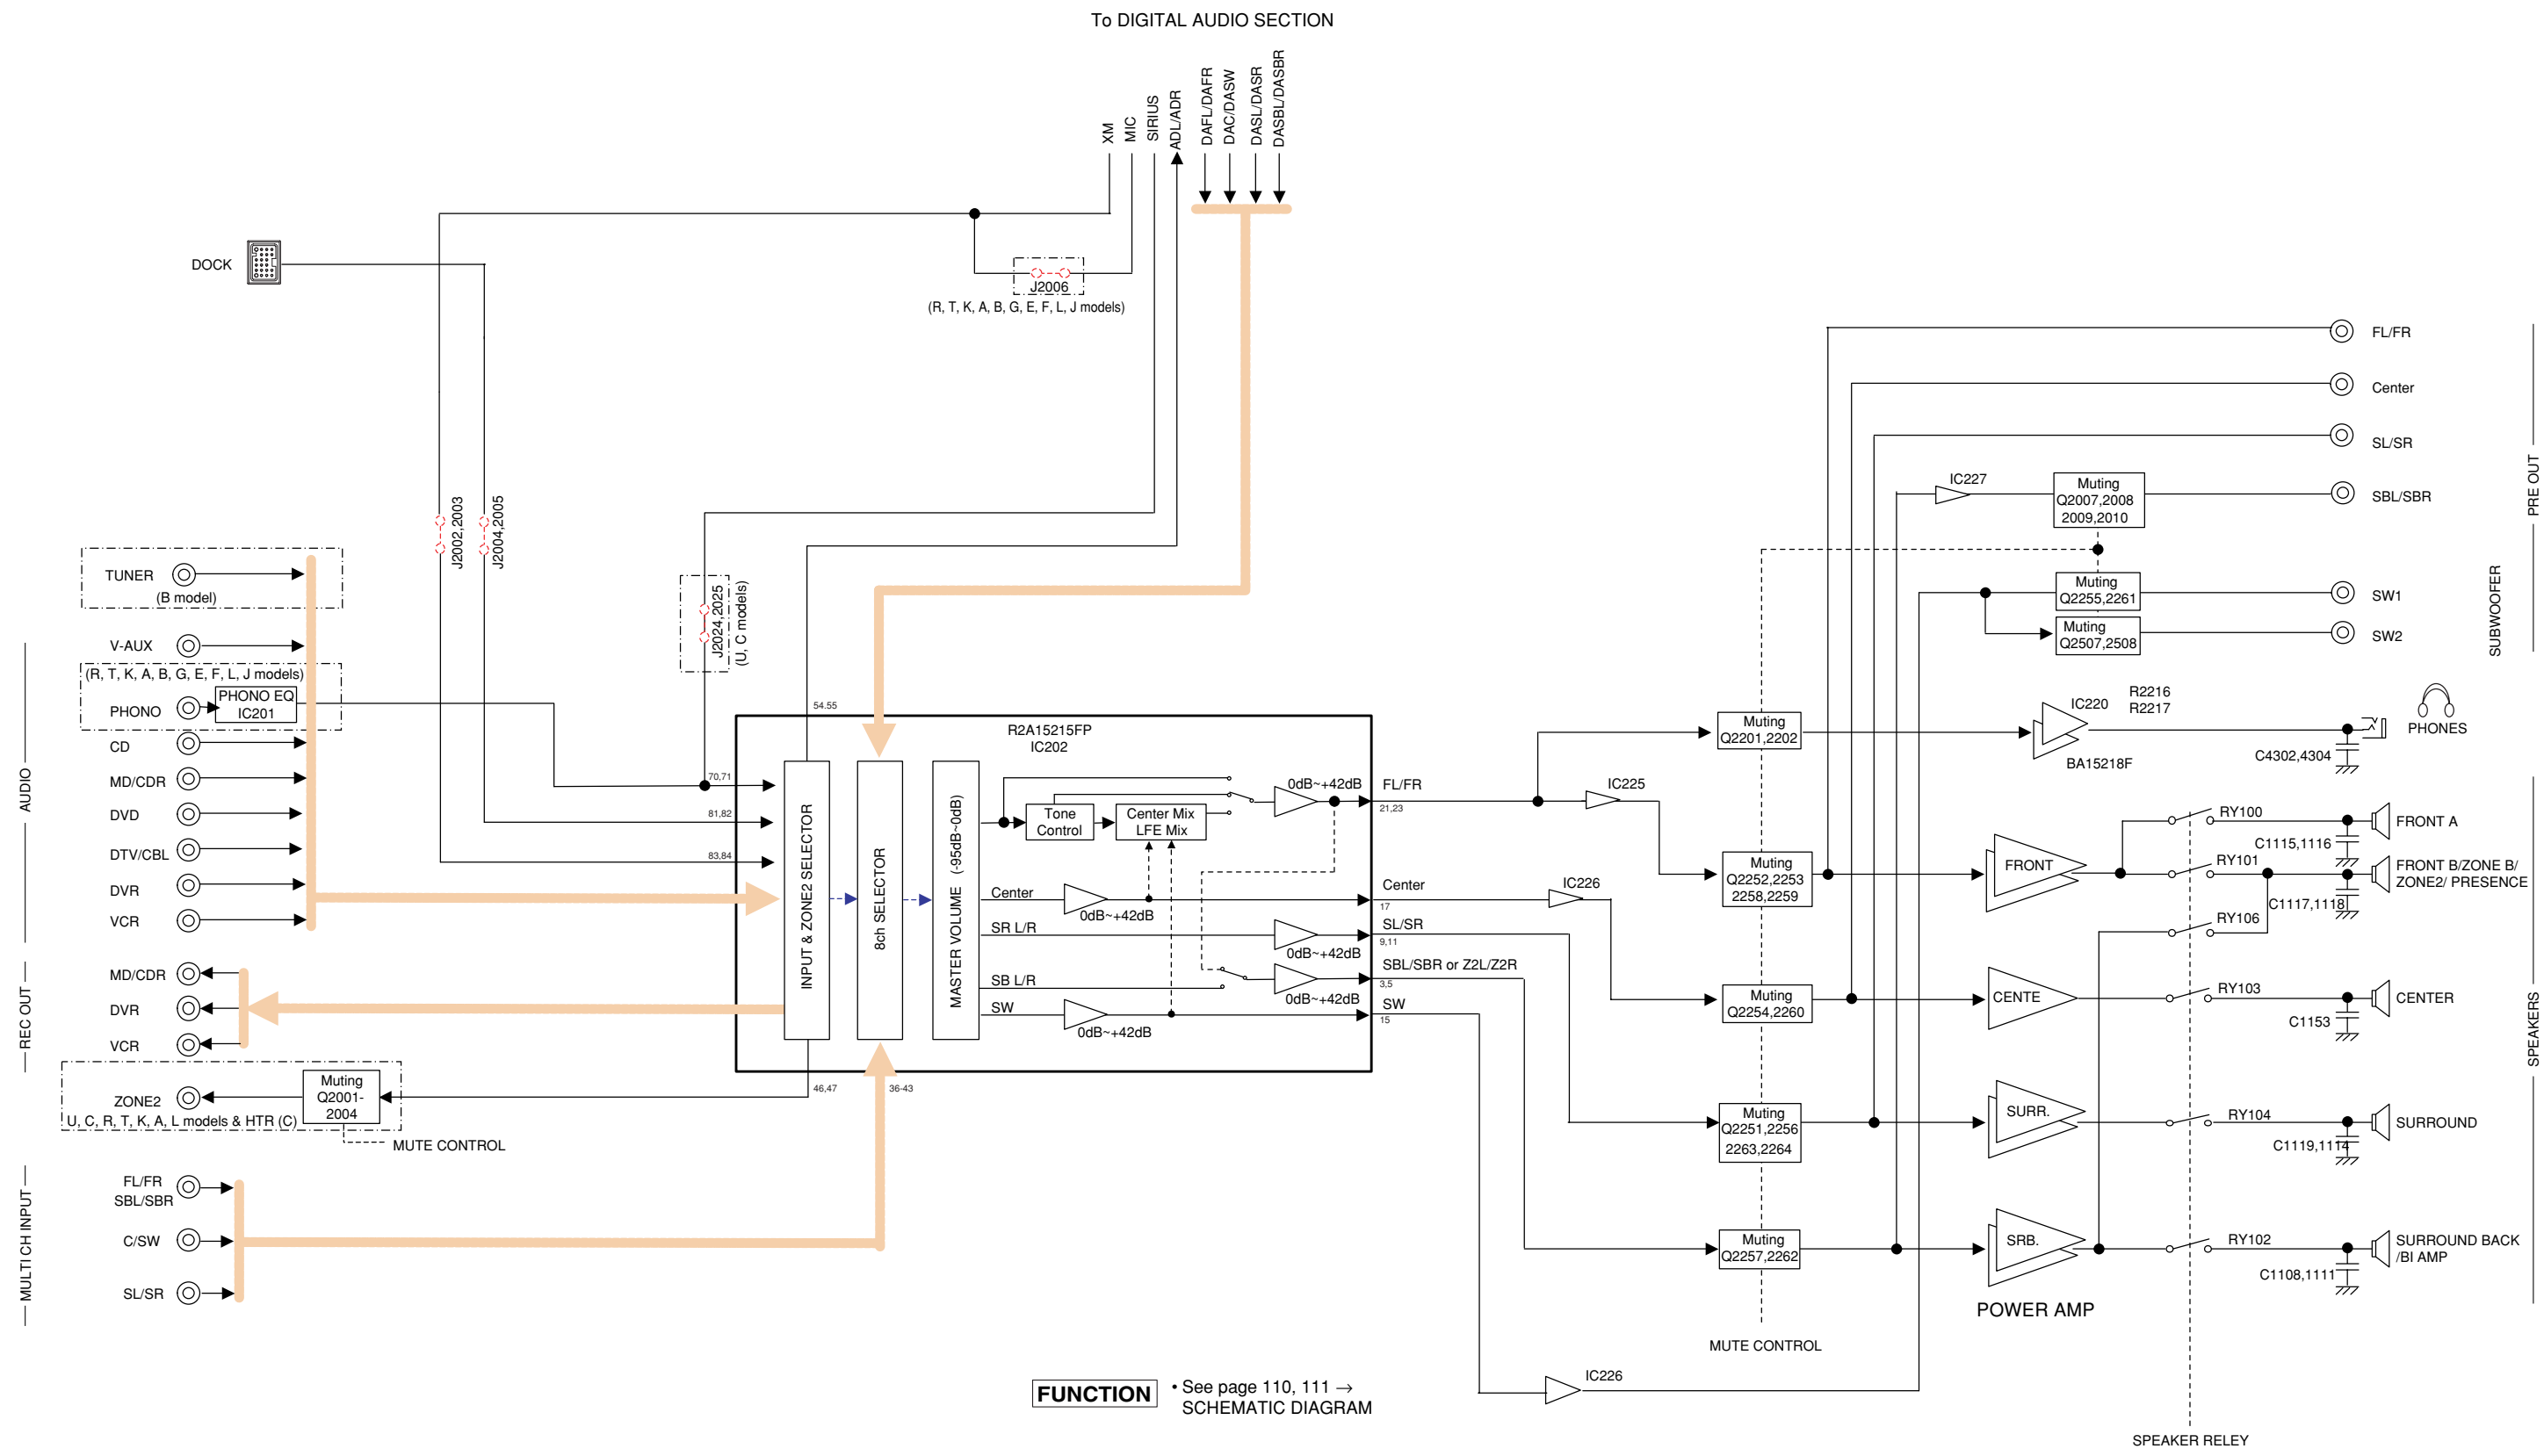 To DIGITAL AUDIO SECTION
XM
MIC
SIRIUS
ADL/ADR
DAFL/DAFR
DAC/DASW
DASL/DASR
DASBL/DASBR
DOCK
J2006
(R, T, K, A, B, G, E, F, L, J models)
J2002,2003
J2004,2005
J2024,2025
(U, C models)
AUDIO
TUNER
(B model)
V-AUX
(R, T, K, A, B, G, E, F, L, J models)
PHONO
PHONO EQ
IC201
CD
MD/CDR
DVD
DTV/CBL
DVR
VCR
REC OUT
MD/CDR
DVR
VCR
ZONE2
Muting
Q2001-
2004
U, C, R, T, K, A, L models & HTR (C)
MUTE CONTROL
MULTI CH INPUT
FL/FR
SBL/SBR
C/SW
SL/SR
54.55
70,71
81,82
83,84
46,47
36-43
R2A15215FP
IC202
INPUT & ZONE2 SELECTOR
8ch SELECTOR
MASTER VOLUME (-95dB~0dB)
Tone
Control
Center Mix
LFE Mix
0dB~+42dB
Center
0dB~+42dB
SR L/R
0dB~+42dB
SB L/R
0dB~+42dB
SW
0dB~+42dB
FL/FR
21,23
Center
17
SL/SR
9,11
SBL/SBR or Z2L/Z2R
3,5
SW
15
IC225
IC226
IC226
Muting
Q2201,2202
Muting
Q2252,2253
2258,2259
Muting
Q2254,2260
Muting
Q2251,2256
2263,2264
Muting
Q2257,2262
MUTE CONTROL
IC227
Muting
Q2007,2008
2009,2010
Muting
Q2255,2261
Muting
Q2507,2508
FL/FR
Center
SL/SR
SBL/SBR
PRE OUT
SW1
SW2
SUBWOOFER
IC220
BA15218F
R2216
R2217
C4302,4304
PHONES
FRONT
CENTE
SURR.
SRB.
POWER AMP
RY100
RY101
RY106
RY103
RY104
RY102
C1115,1116
C1117,1118
C1153
C1119,1114
C1108,1111
FRONT A
FRONT B/ZONE B/
ZONE2/ PRESENCE
CENTER
SURROUND
SURROUND BACK
/BI AMP
SPEAKERS
SPEAKER RELEY
FUNCTION
• See page 110, 111 →
SCHEMATIC DIAGRAM